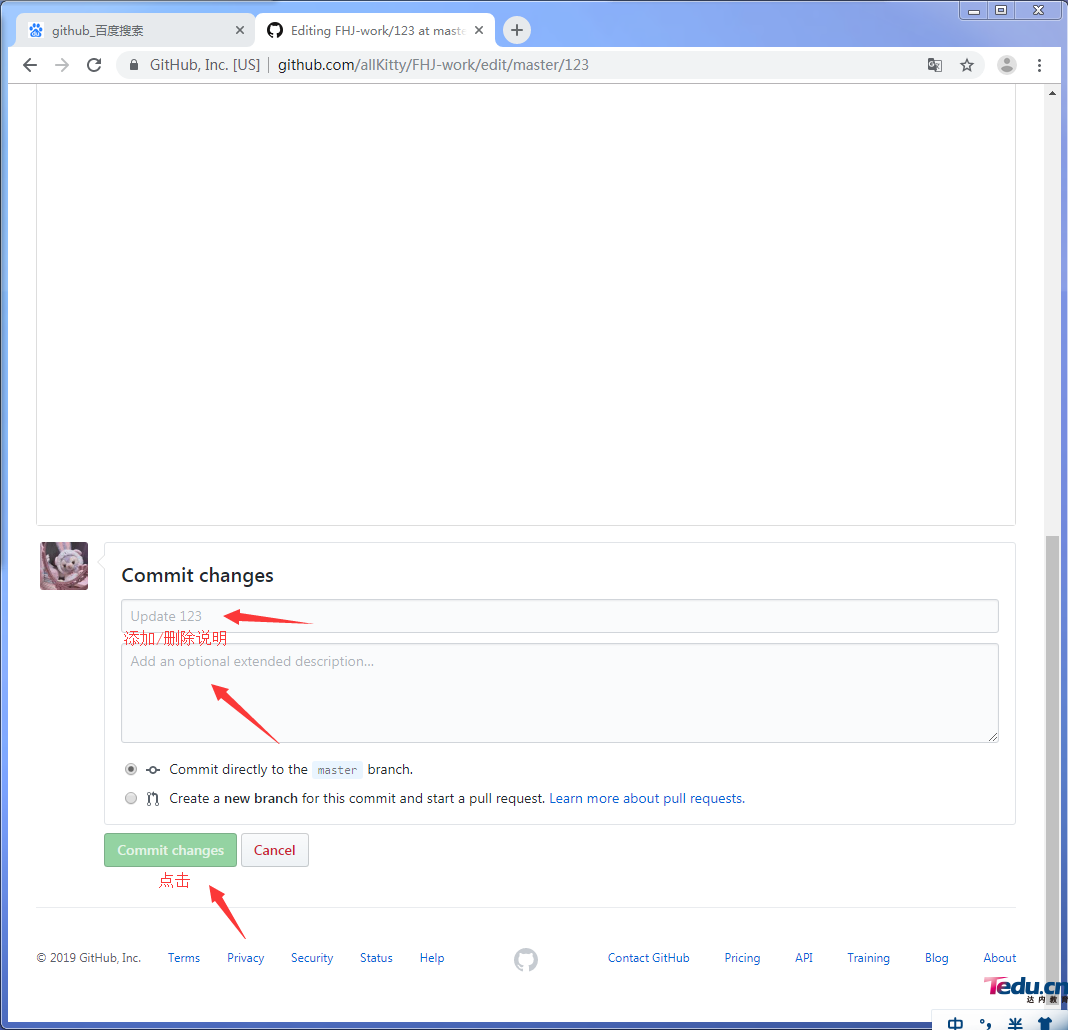 github_百度搜索
Editing FHJ-work/123 at maste
GitHub, Inc. [US] | github.com/allKitty/FHJ-work/edit/master/123
Commit changes
Update 123
添加/删除说明
Add an optional extended description...
Commit directly to the master branch.
Create a new branch for this commit and start a pull request. Learn more about pull requests.
Commit changes Cancel
点击
© 2019 GitHub, Inc. Terms Privacy Security Status Help Contact GitHub Pricing API Training Blog About
Tedu.cn
达内教育
中 °, 半